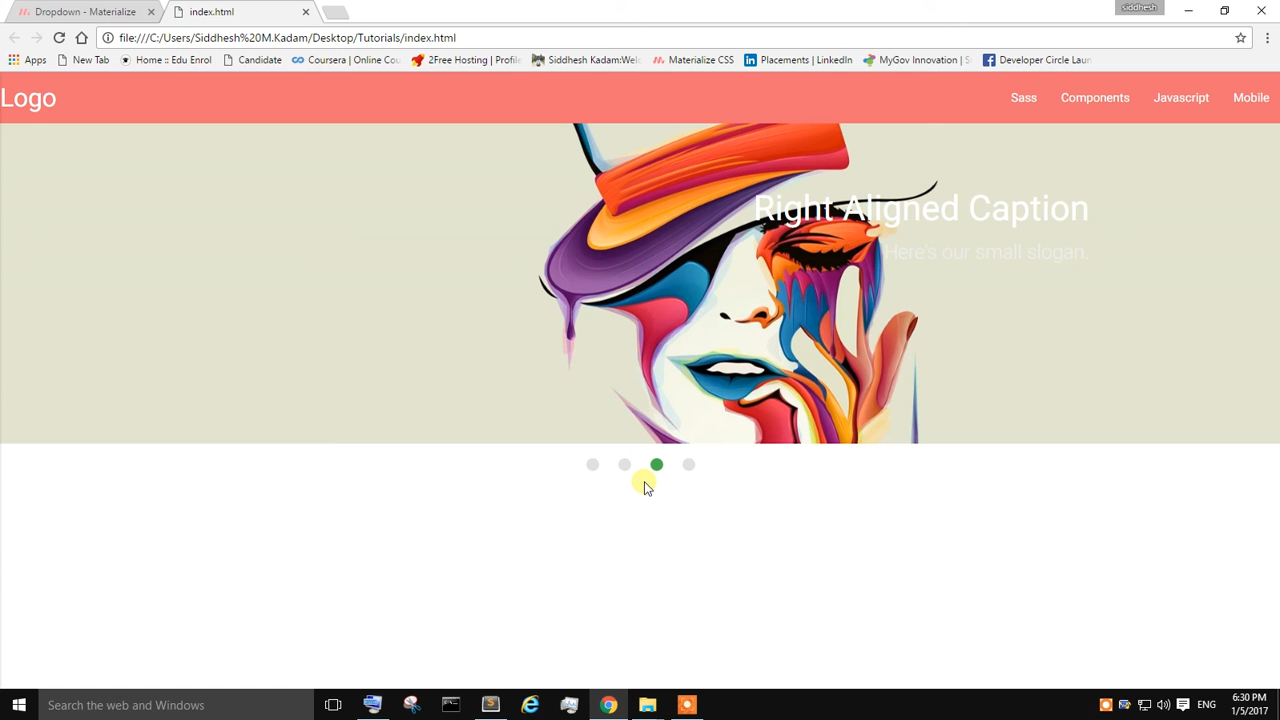 Dropdown - Materialize
index.html
siddhesh
file:///C:/Users/Siddhesh%20M.Kadam/Desktop/Tutorials/index.html
Apps
New Tab
Home :: Edu Enrol
Candidate
Coursera | Online Cou
2Free Hosting | Profile
Siddhesh Kadam:Wel
Materialize CSS
Placements | LinkedIn
MyGov Innovation | S
Developer Circle Laun
Logo
Sass
Components
Javascript
Mobile
Right Aligned Caption
Here's our small slogan.
Search the web and Windows
ENG
6:30 PM
1/5/2017